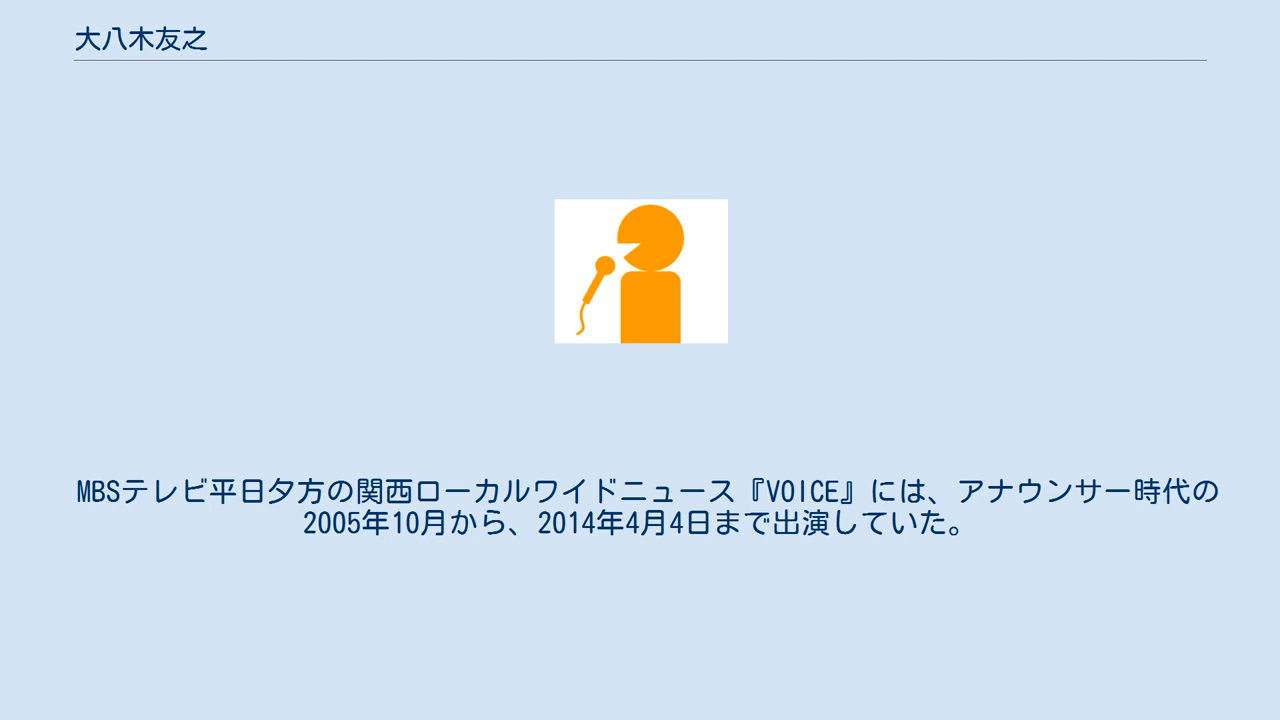 大八木友之
MBSテレビ平日夕方の関西ローカルワイドニュース『VOICE』には、アナウンサー時代の
2005年10月から、2014年4月4日まで出演していた。